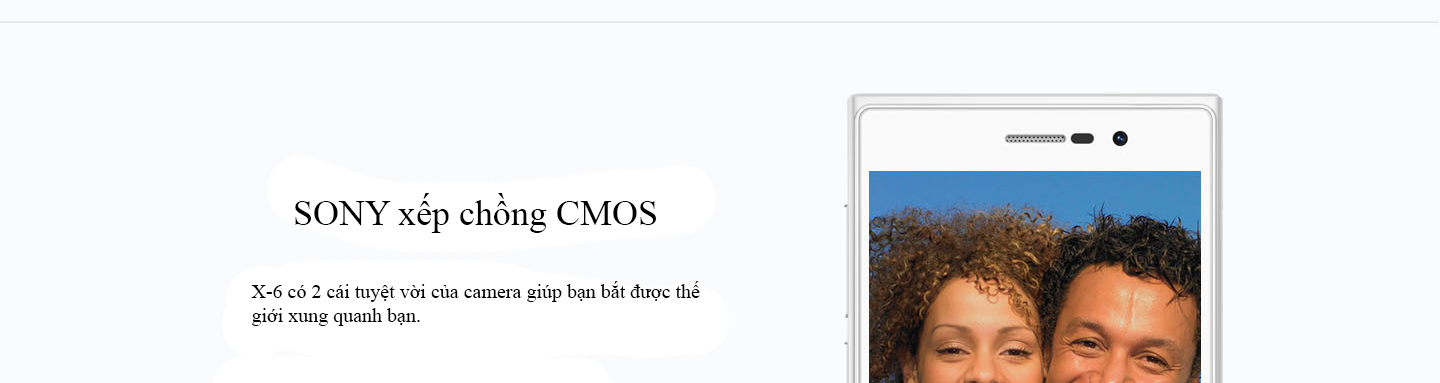 SONY xếp chồng CMOS
X-6 có 2 cái tuyệt vời của camera giúp bạn bắt được thế
giới xung quanh bạn.